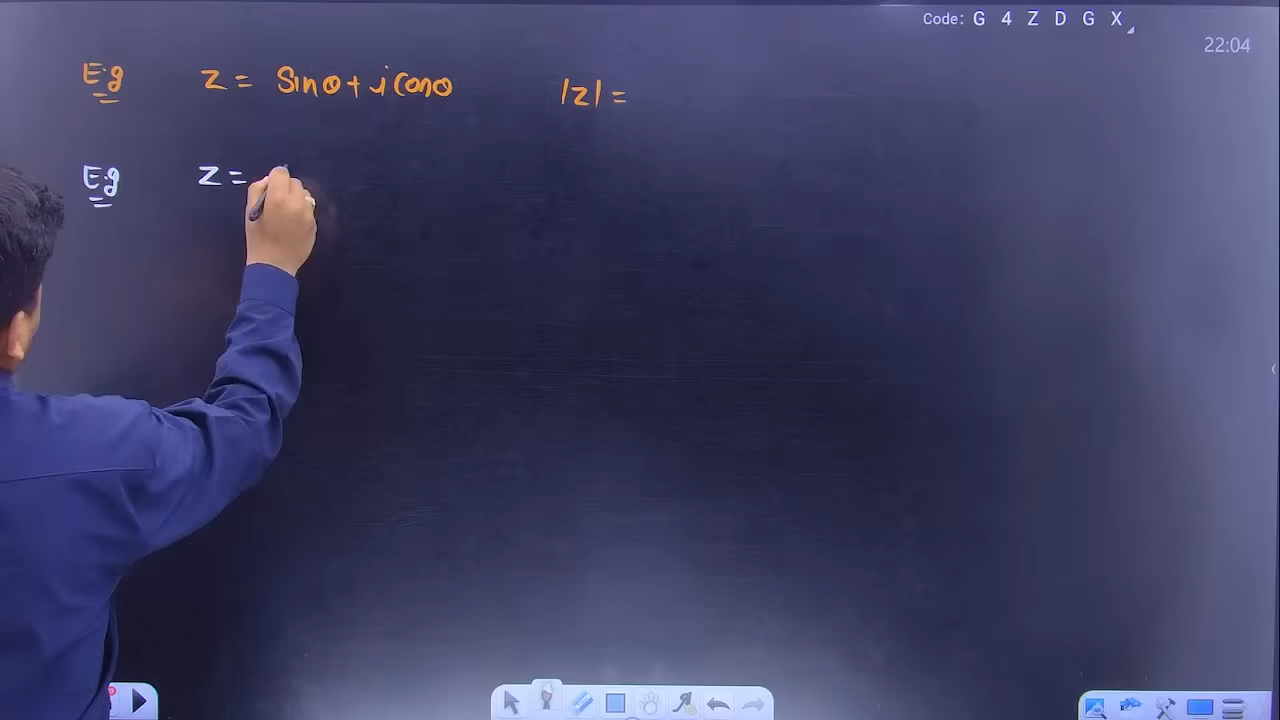 Code: G 4 Z D G X
22:04
E.g z = sinθ + i cosθ |z| =
E.g z =